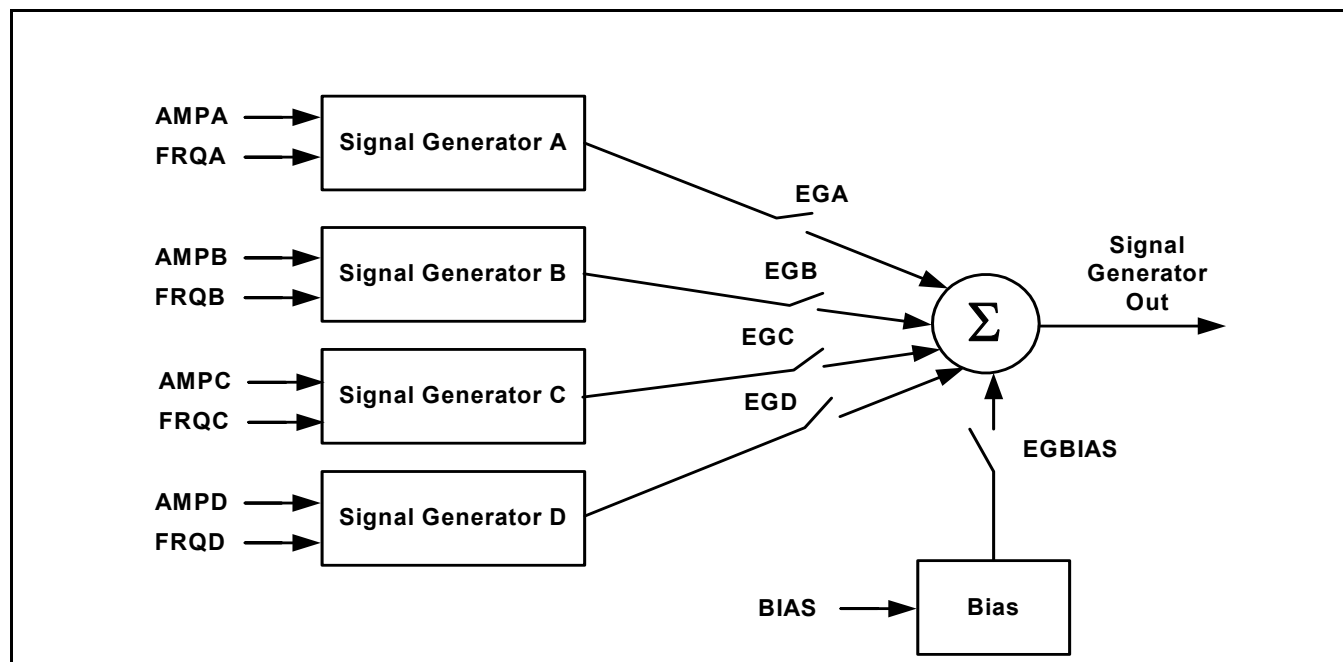 AMPA
FRQA
Signal Generator A
EGA
AMPB
FRQB
Signal Generator B
EGB
Signal
Generator
Out
Σ
AMPC
FRQC
Signal Generator C
EGC
EGD
AMPD
FRQD
Signal Generator D
EGBIAS
BIAS
Bias